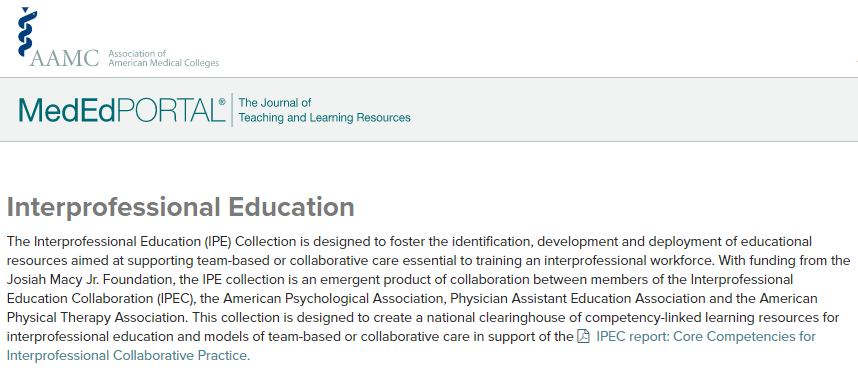 AAMC
Association of
American Medical Colleges
MedEdPORTAL®
The Journal of
Teaching and Learning Resources
Interprofessional Education
The Interprofessional Education (IPE) Collection is designed to foster the identification, development and deployment of educational
resources aimed at supporting team-based or collaborative care essential to training an interprofessional workforce. With funding from the
Josiah Macy Jr. Foundation, the IPE collection is an emergent product of collaboration between members of the Interprofessional
Education Collaboration (IPEC), the American Psychological Association, Physician Assistant Education Association and the American
Physical Therapy Association. This collection is designed to create a national clearinghouse of competency-linked learning resources for
interprofessional education and models of team-based or collaborative care in support of the IPEC report: Core Competencies for
Interprofessional Collaborative Practice.